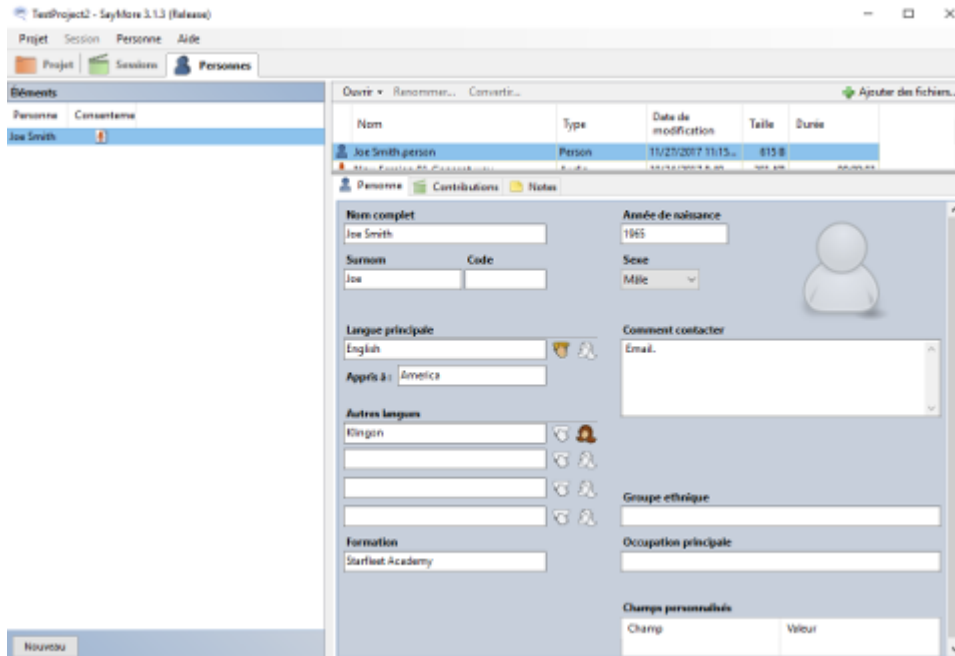 TestProject2 - SayMore 3.1.3 (Release)
Projet Session Personne Aide
Projet Sessions Personnes
Éléments
Personne Consenteme
Joe Smith
Nouveau
Ouvrir Renommer... Convertir... Ajouter des fichiers...
Nom Type Date de modification Taille Durée
Joe Smith.person Person 11/27/2017 11:15... 615 B
Personne Contributions Notes
Nom complet
Joe Smith
Surnom Code
Joe
Langue principale
English
Appris à : America
Autres langues
Klingon
Formation
Starfleet Academy
Année de naissance
1965
Sexe
Mâle
Comment contacter
Email.
Groupe ethnique
Occupation principale
Champs personnalisés
Champ Valeur